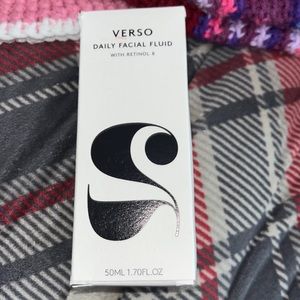 VERSO
DAILY FACIAL FLUID
WITH RETINOL 8
50ML 1.70FL.OZ